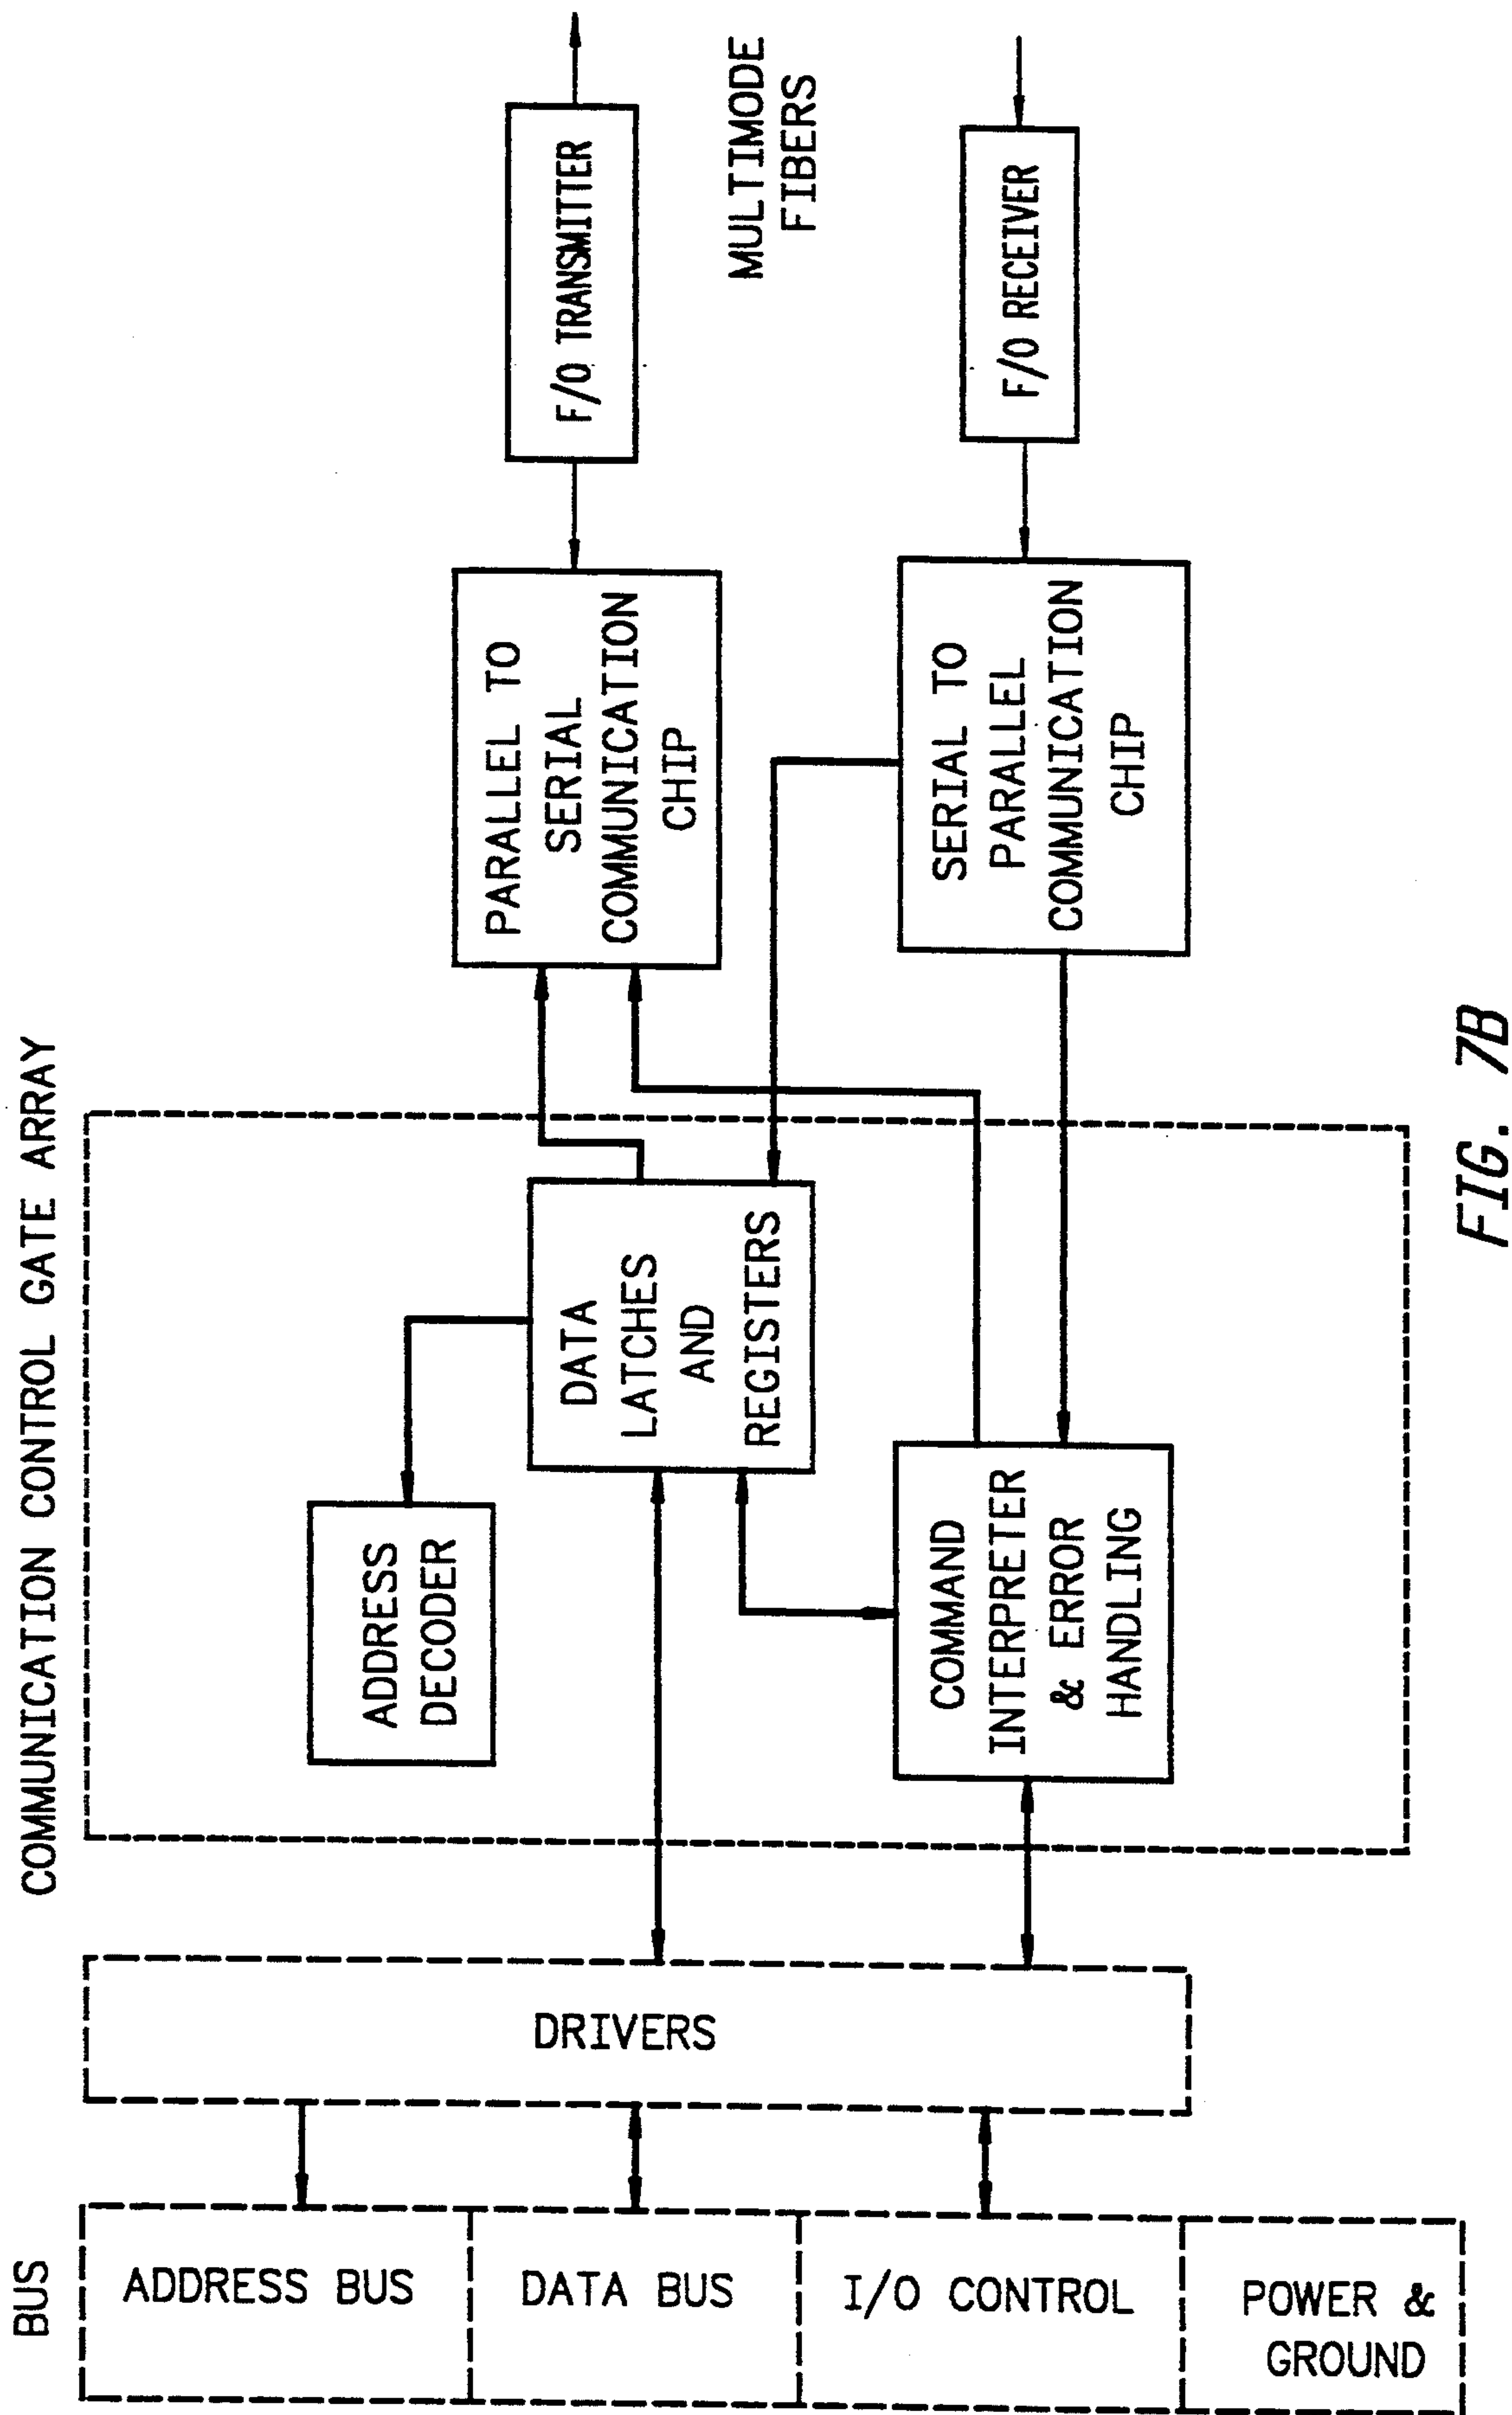 COMMUNICATION CONTROL GATE ARRAY
BUS
ADDRESS BUS
DATA BUS
I/O CONTROL
POWER &
GROUND
DRIVERS
ADDRESS
DECODER
DATA
LATCHES
AND
REGISTERS
COMMAND
INTERPRETER
& ERROR
HANDLING
PARALLEL TO
SERIAL
COMMUNICATION
CHIP
SERIAL TO
PARALLEL
COMMUNICATION
CHIP
F/O TRANSMITTER
MULTIMODE
FIBERS
F/O RECEIVER
FIG. 7B